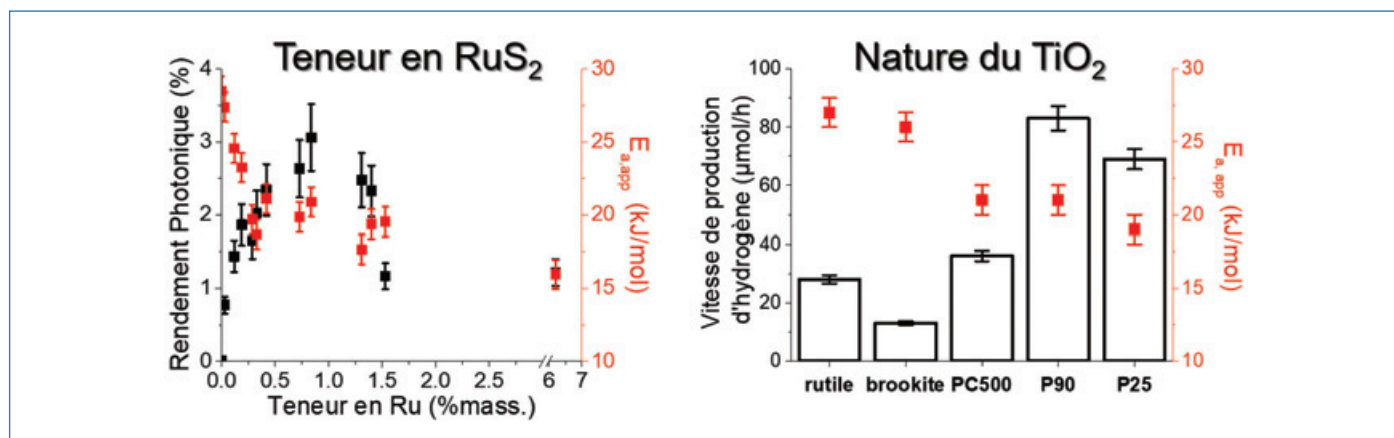 Teneur en RuS2
Rendement Photonique (%)
4
3
2
1
0
30
25
20
15
10
Ea,app (kJ/mol)
0.0 0.5 1.0 1.5 2.0 2.5 6 7
Teneur en Ru (%mass.)
Nature du TiO2
Vitesse de production
d'hydrogène (µmol/h)
100
80
60
40
20
0
30
25
20
15
10
Ea,app (kJ/mol)
rutile brookite PC500 P90 P25